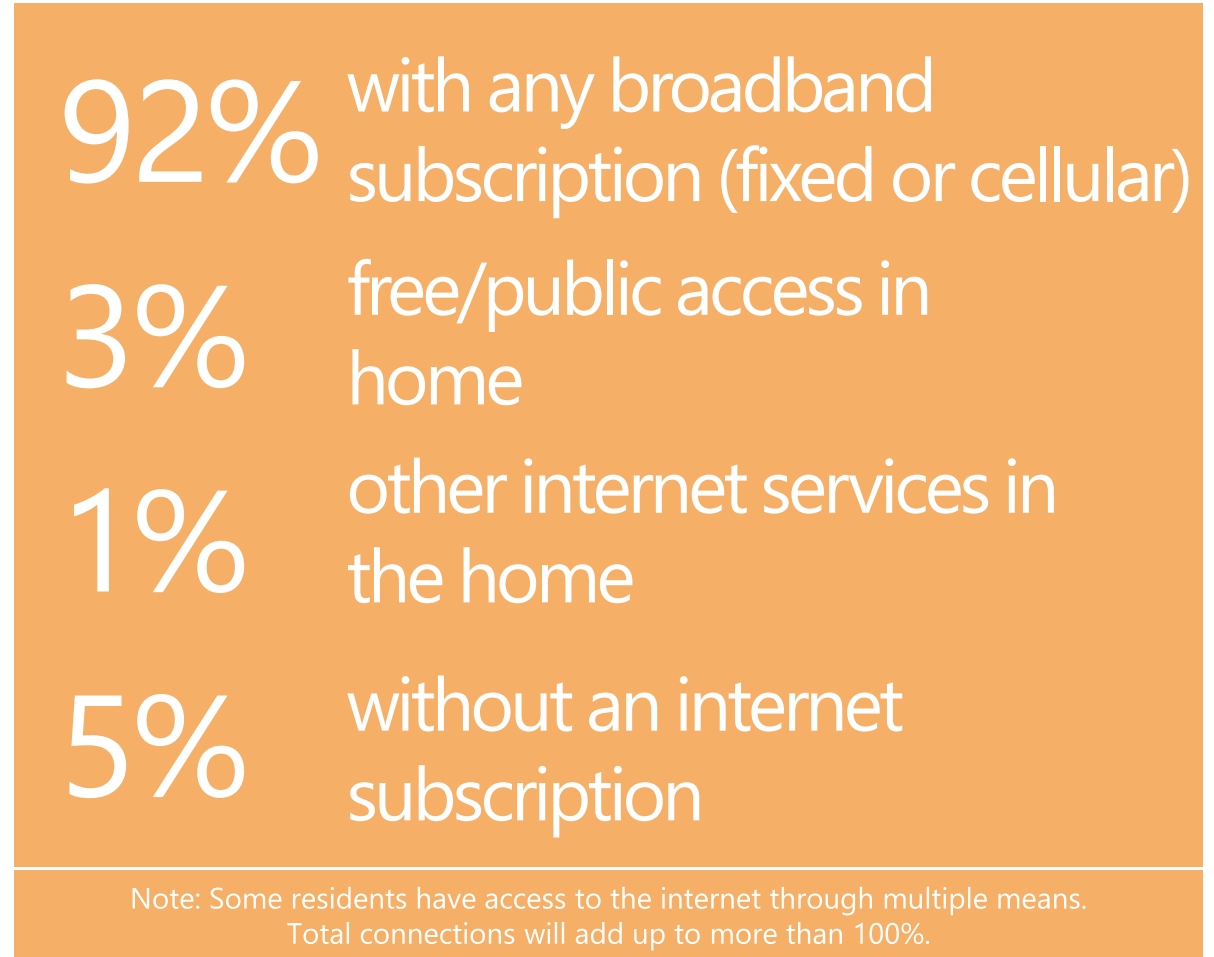 92%
with any broadband
subscription (fixed or cellular)
3%
free/public access in
home
1%
other internet services in
the home
5%
without an internet
subscription
Note: Some residents have access to the internet through multiple means.
Total connections will add up to more than 100%.